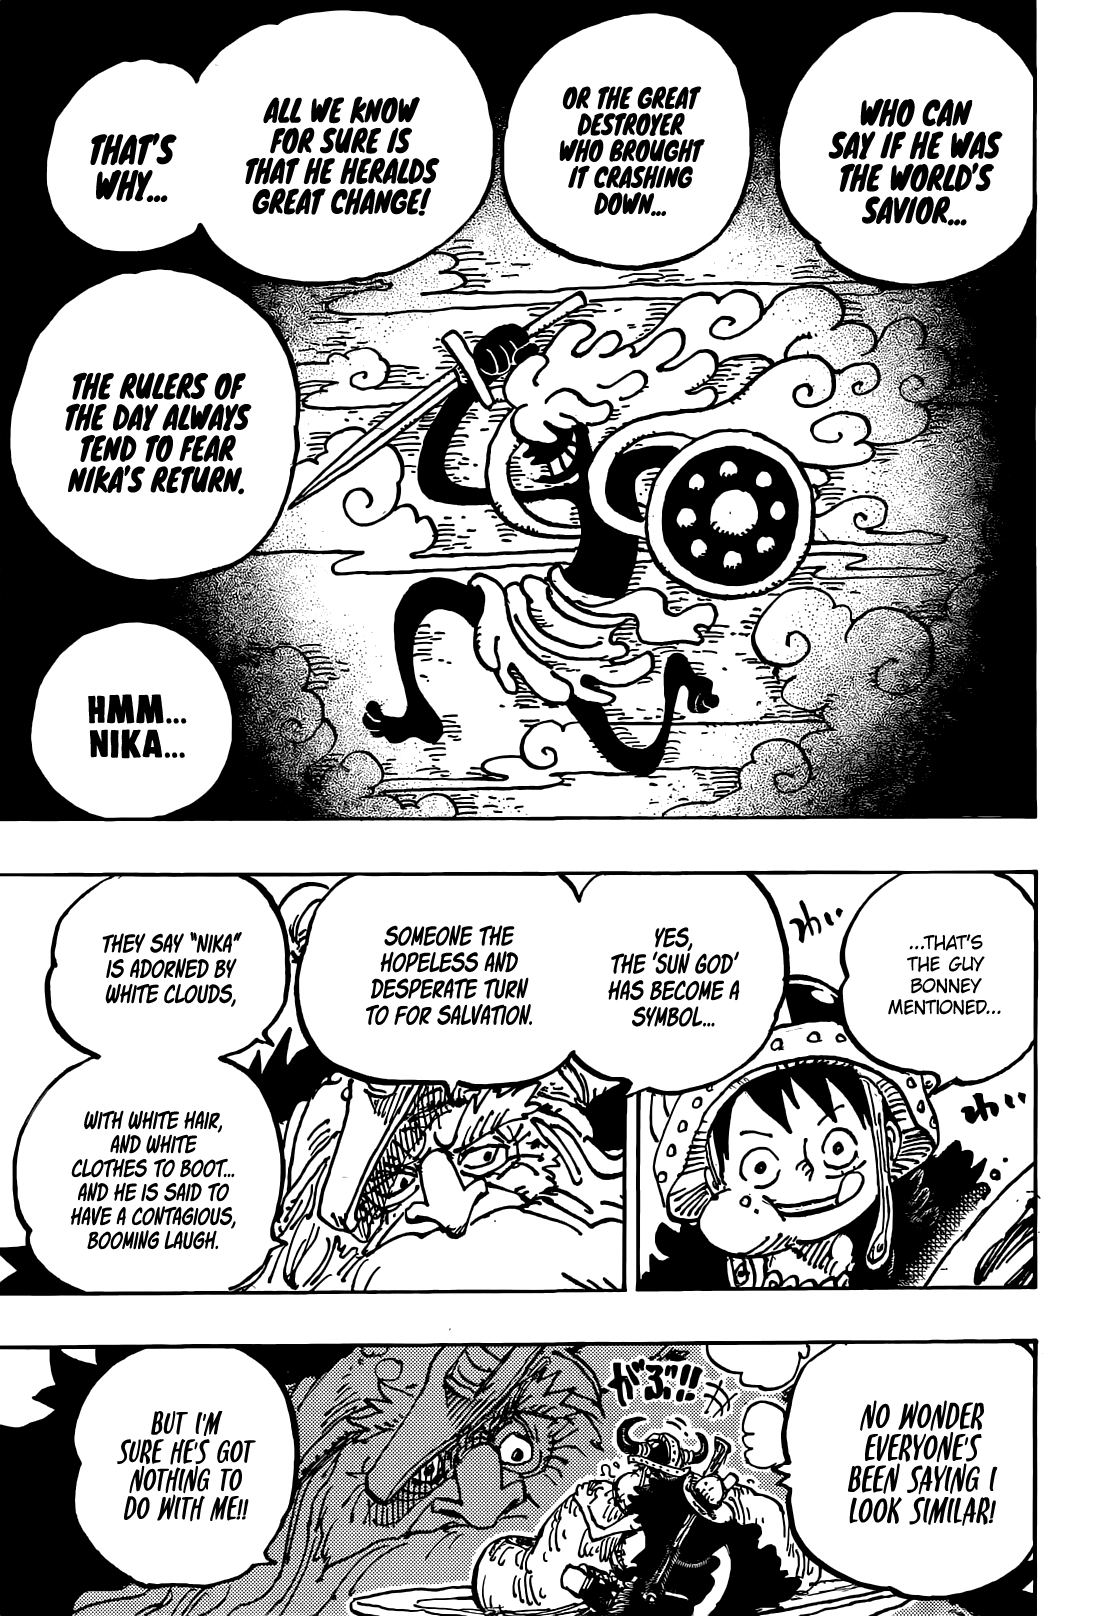 WHO CAN
SAY IF HE WAS
THE WORLD'S
SAVIOR...
OR THE GREAT
DESTROYER
WHO BROUGHT
IT CRASHING
DOWN...
ALL WE KNOW
FOR SURE IS
THAT HE HERALDS
GREAT CHANGE!
THAT'S
WHY...
THE RULERS OF
THE DAY ALWAYS
TEND TO FEAR
NIKA'S RETURN.
HMM...
NIKA...
...THAT'S
THE GUY
BONNEY
MENTIONED...
YES,
THE 'SUN GOD'
HAS BECOME A
SYMBOL...
SOMEONE THE
HOPELESS AND
DESPERATE TURN
TO FOR SALVATION.
THEY SAY "NIKA"
IS ADORNED BY
WHITE CLOUDS,
WITH WHITE HAIR,
AND WHITE
CLOTHES TO BOOT...
AND HE IS SAID TO
HAVE A CONTAGIOUS,
BOOMING LAUGH.
NO WONDER
EVERYONE'S
BEEN SAYING I
LOOK SIMILAR!
がぶ!!
BUT I'M
SURE HE'S GOT
NOTHING TO
DO WITH ME!!